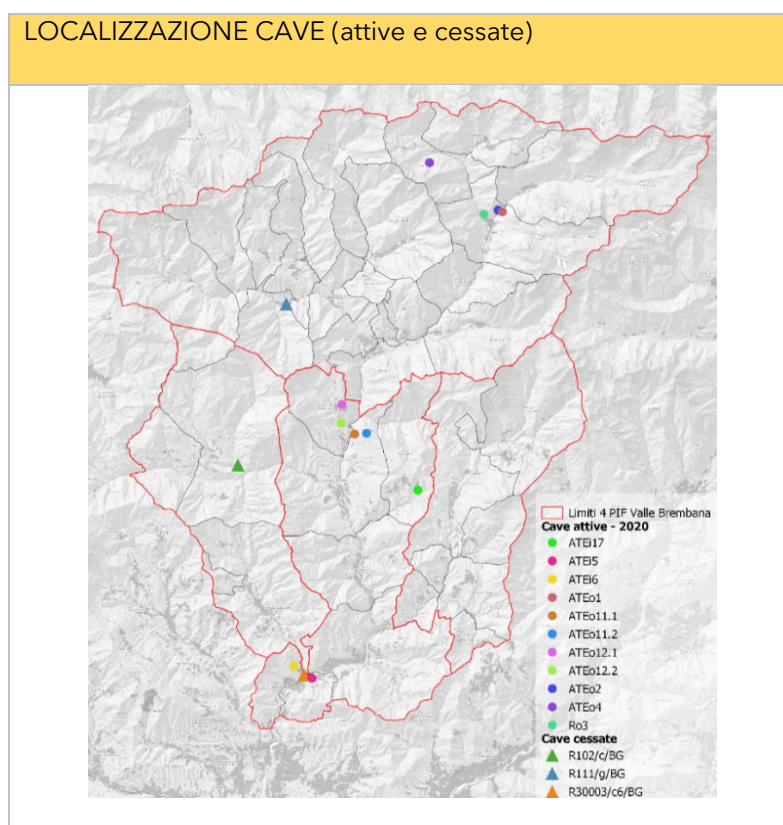 LOCALIZZAZIONE CAVE (attive e cessate)
Limiti 4 PIF Valle Brembana
Cave attive - 2020
ATEi17
ATEi5
ATEi6
ATEo1
ATEo11.1
ATEo11.2
ATEo12.1
ATEo12.2
ATEo2
ATEo4
Ro3
Cave cessate
R102/c/BG
R111/g/BG
R30003/c6/BG